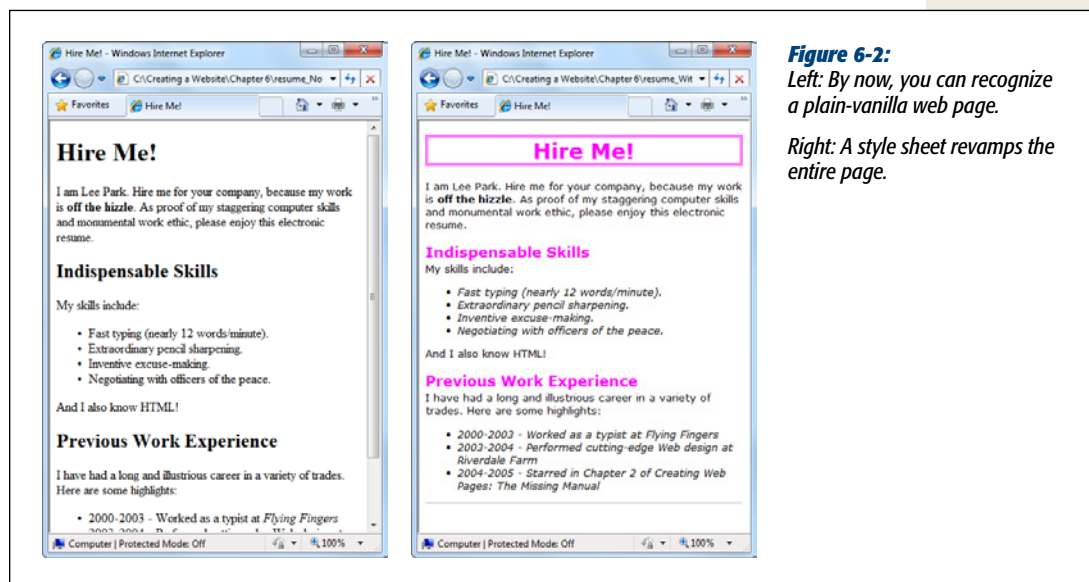 Hire Me! - Windows Internet Explorer
C:\Creating a Website\Chapter 6\resume_No
Favorites
Hire Me!
Hire Me!
I am Lee Park. Hire me for your company, because my work
is off the hizzle. As proof of my staggering computer skills
and monumental work ethic, please enjoy this electronic
resume.
Indispensable Skills
My skills include:
• Fast typing (nearly 12 words/minute).
• Extraordinary pencil sharpening.
• Inventive excuse-making.
• Negotiating with officers of the peace.
And I also know HTML!
Previous Work Experience
I have had a long and illustrious career in a variety of trades.
Here are some highlights:
• 2000-2003 - Worked as a typist at Flying Fingers
Computer | Protected Mode: Off
100%
Hire Me! - Windows Internet Explorer
C:\Creating a Website\Chapter 6\resume_Wit
Favorites
Hire Me!
Hire Me!
I am Lee Park. Hire me for your company, because my work
is off the hizzle. As proof of my staggering computer skills
and monumental work ethic, please enjoy this electronic
resume.
Indispensable Skills
My skills include:
• Fast typing (nearly 12 words/minute).
• Extraordinary pencil sharpening.
• Inventive excuse-making.
• Negotiating with officers of the peace.
And I also know HTML!
Previous Work Experience
I have had a long and illustrious career in a variety of
trades. Here are some highlights:
• 2000-2003 - Worked as a typist at Flying Fingers
• 2003-2004 - Performed cutting-edge Web design at
Riverdale Farm
• 2004-2005 - Starred in Chapter 2 of Creating Web
Pages: The Missing Manual
Computer | Protected Mode: Off
100%
Figure 6-2:
Left: By now, you can recognize
a plain-vanilla web page.
Right: A style sheet revamps the
entire page.